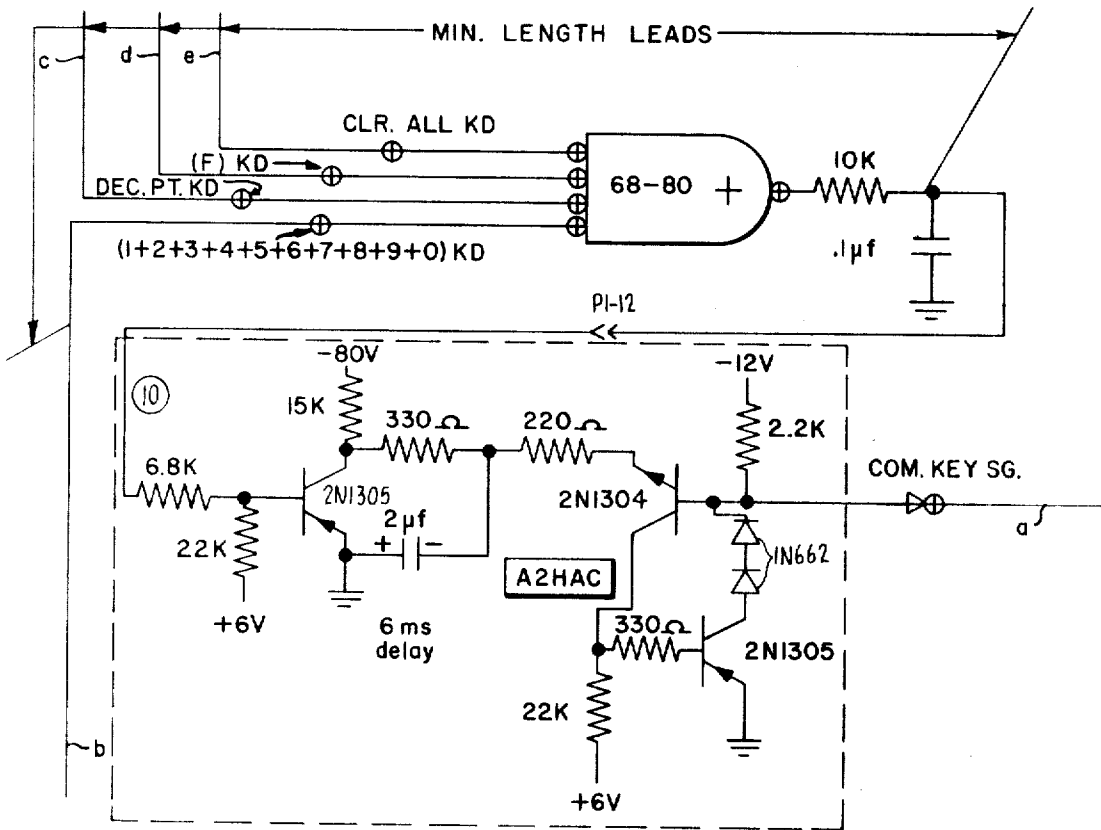 MIN. LENGTH LEADS
c
d
e
CLR. ALL KD
(F) KD
DEC. PT. KD
(1+2+3+4+5+6+7+8+9+0) KD
68-80
+
10K
.1µf
P1-12
10
-80V
15K
330Ω
220Ω
-12V
2.2K
6.8K
2N1305
2N1304
COM. KEY SG.
a
22K
2µf
+ -
1N662
A2HAC
+6V
6 ms
delay
330Ω
2N1305
22K
b
+6V